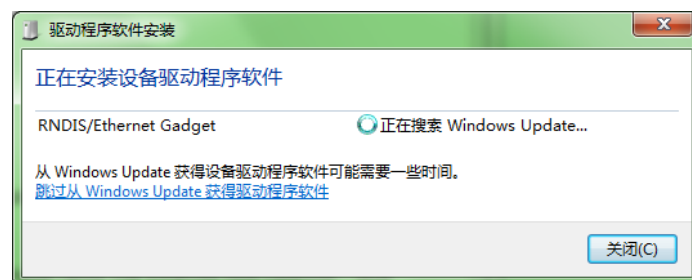 驱动程序软件安装
正在安装设备驱动程序软件
RNDIS/Ethernet Gadget 正在搜索 Windows Update...
从 Windows Update 获得设备驱动程序软件可能需要一些时间。
跳过从 Windows Update 获得驱动程序软件
关闭(C)